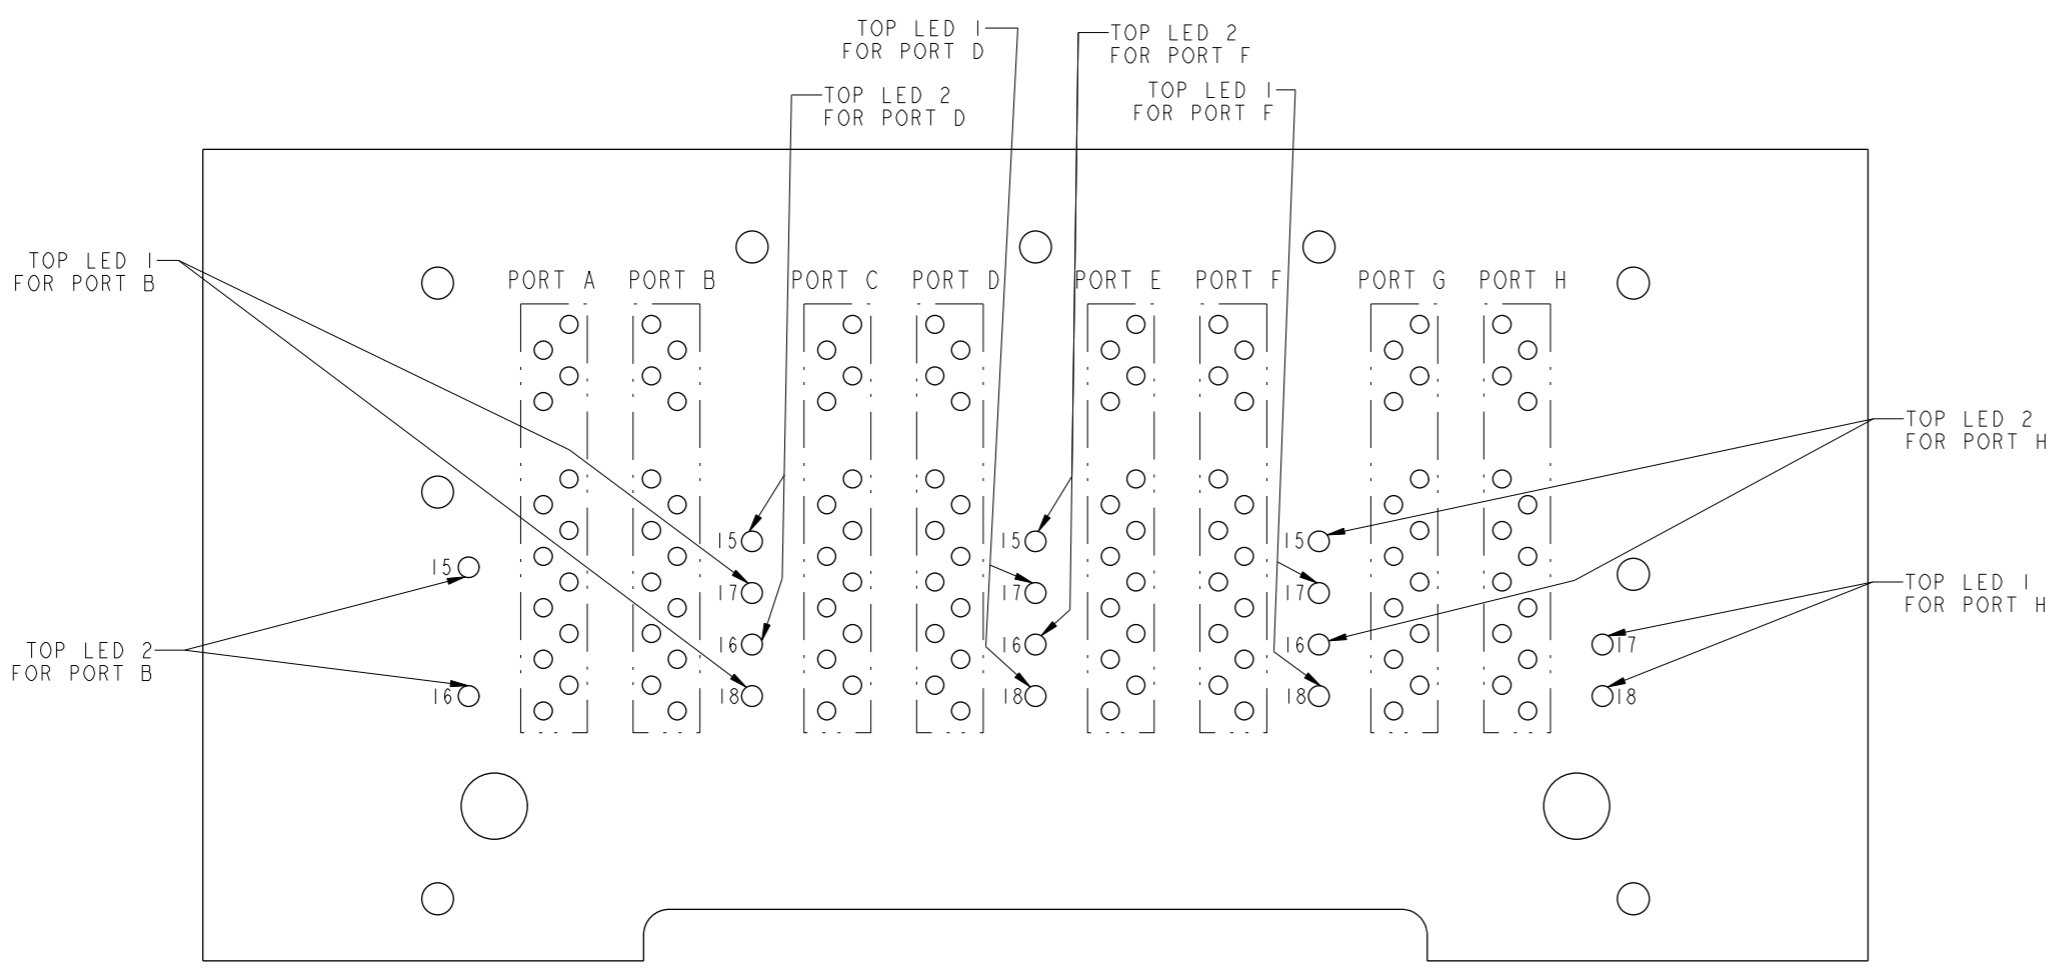 TOP LED 1
FOR PORT D
TOP LED 2
FOR PORT F
TOP LED 2
FOR PORT D
TOP LED 1
FOR PORT F
TOP LED 1
FOR PORT B
PORT A PORT B PORT C PORT D PORT E PORT F PORT G PORT H
TOP LED 2
FOR PORT H
15 15 15
15
17 17 17
TOP LED 1
FOR PORT H
16 16 16 17
TOP LED 2
FOR PORT B
16 18 18 18 18